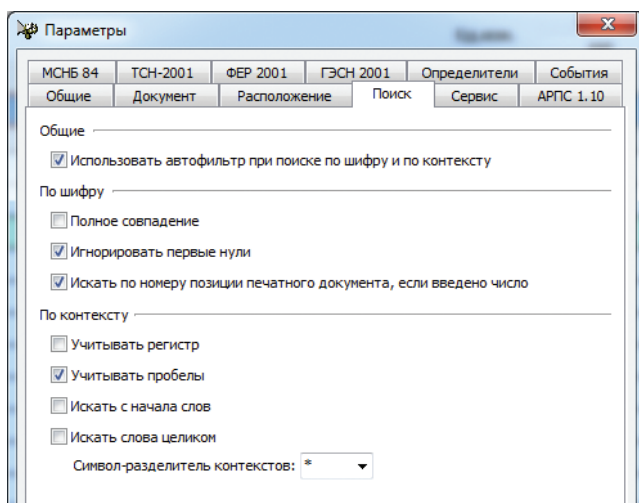 Параметры
МСНБ 84 ТСН-2001 ФЕР 2001 ГЭСН 2001 Определители События
Общие Документ Расположение Поиск Сервис АРПС 1.10
Общие
Использовать автофильтр при поиске по шифру и по контексту
По шифру
Полное совпадение
Игнорировать первые нули
Искать по номеру позиции печатного документа, если введено число
По контексту
Учитывать регистр
Учитывать пробелы
Искать с начала слов
Искать слова целиком
Символ-разделитель контекстов: *